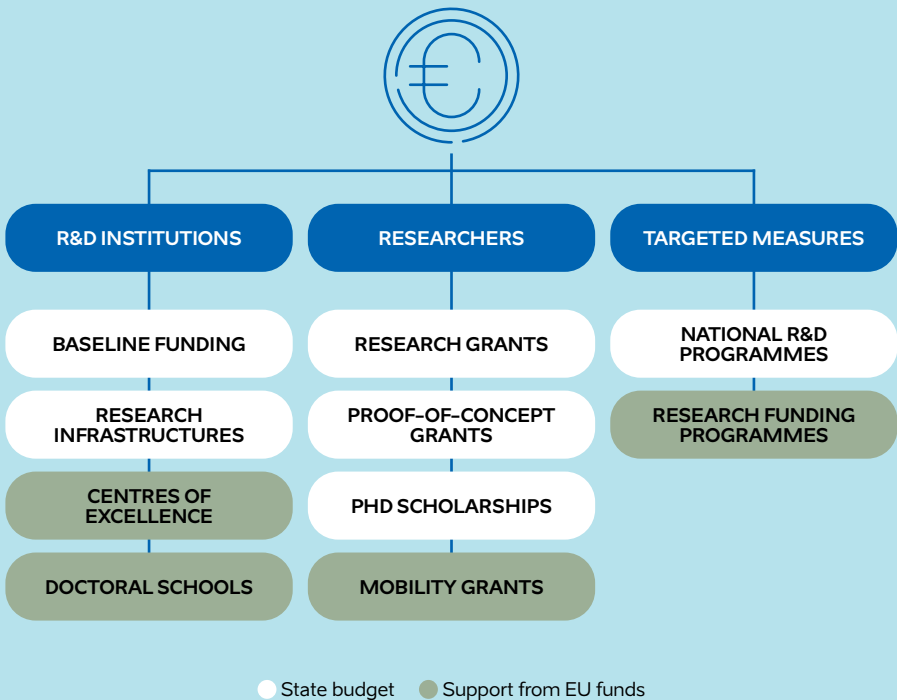 R&D INSTITUTIONS
RESEARCHERS
TARGETED MEASURES
BASELINE FUNDING
RESEARCH
INFRASTRUCTURES
CENTRES OF
EXCELLENCE
DOCTORAL SCHOOLS
RESEARCH GRANTS
PROOF-OF-CONCEPT
GRANTS
PHD SCHOLARSHIPS
MOBILITY GRANTS
NATIONAL R&D
PROGRAMMES
RESEARCH FUNDING
PROGRAMMES
State budget
Support from EU funds